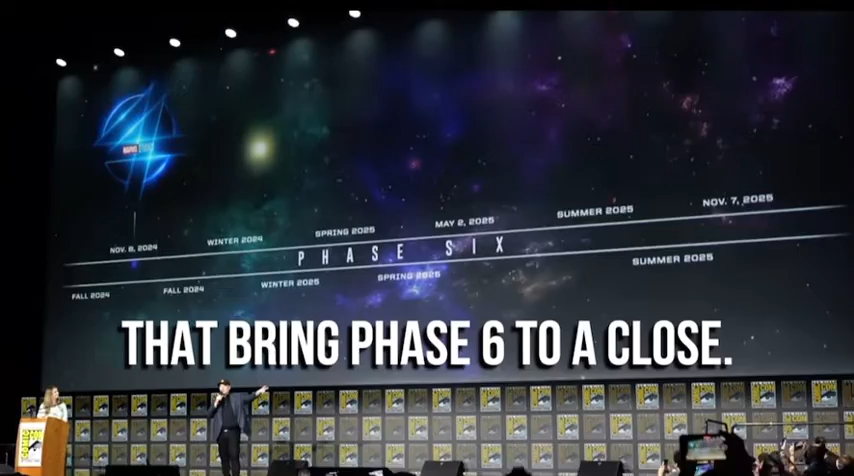 MARVEL
NOV. 8, 2024
WINTER 2024
SPRING 2025
MAY 2, 2025
SUMMER 2025
NOV. 7, 2025
PHASE SIX
FALL 2024
FALL 2024
WINTER 2025
SPRING 2025
SUMMER 2025
THAT BRING PHASE 6 TO A CLOSE.